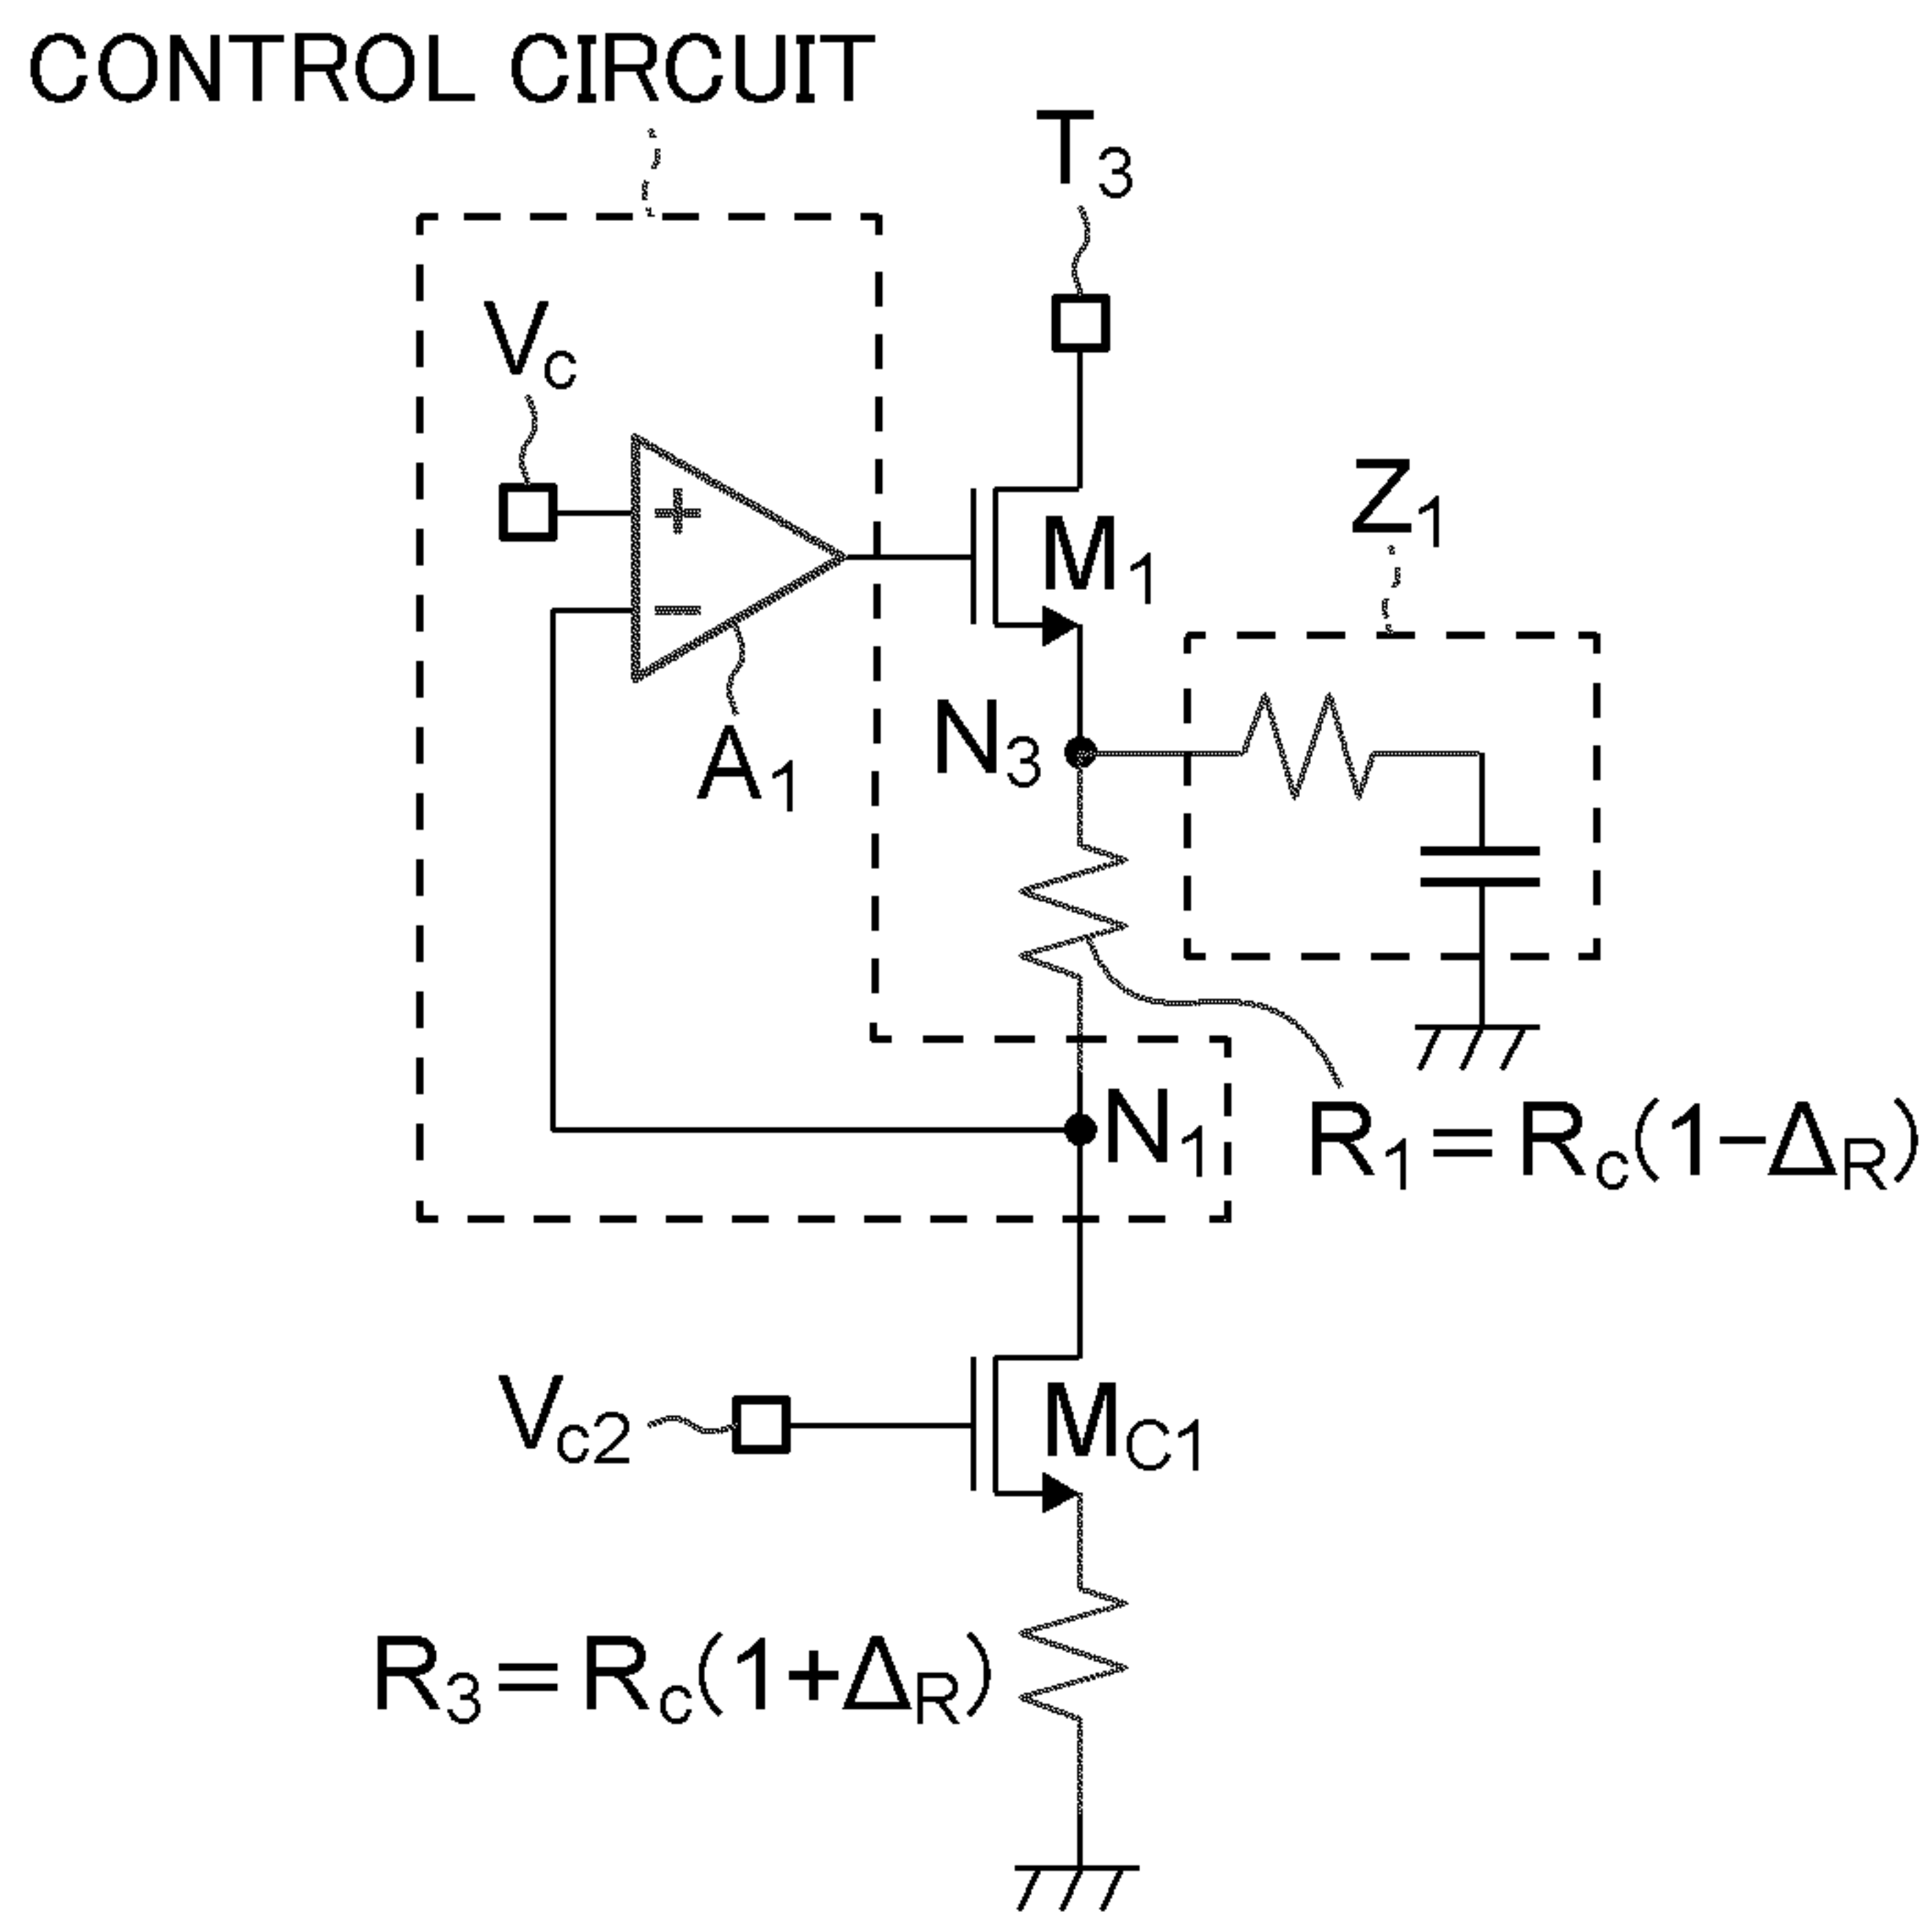 CONTROL CIRCUIT
T3
Vc
+
M1
Z1
−
N3
A1
N1
R1=Rc(1−ΔR)
Vc2
MC1
R3=Rc(1+ΔR)